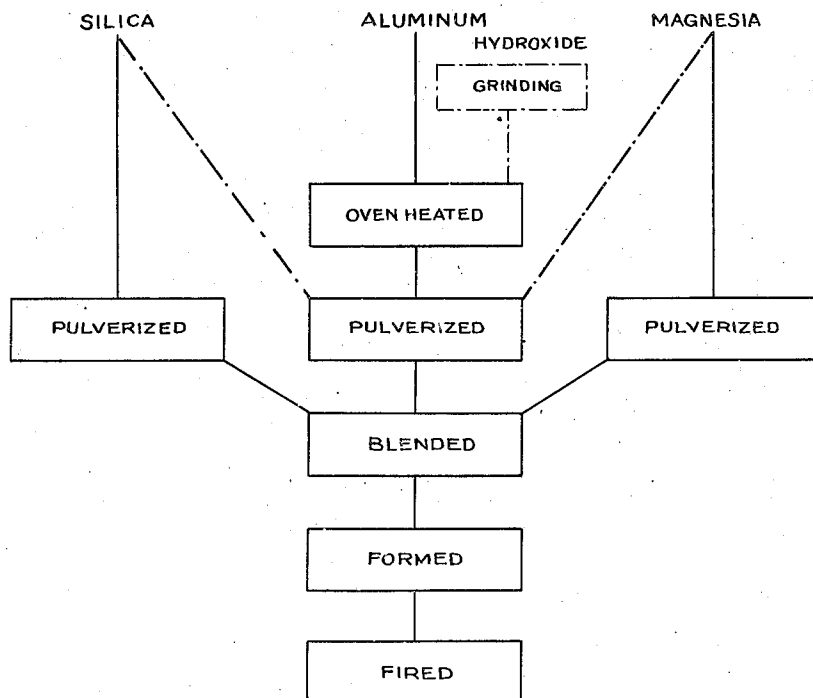 SILICA
ALUMINUM
MAGNESIA
HYDROXIDE
GRINDING
OVEN HEATED
PULVERIZED
PULVERIZED
PULVERIZED
BLENDED
FORMED
FIRED